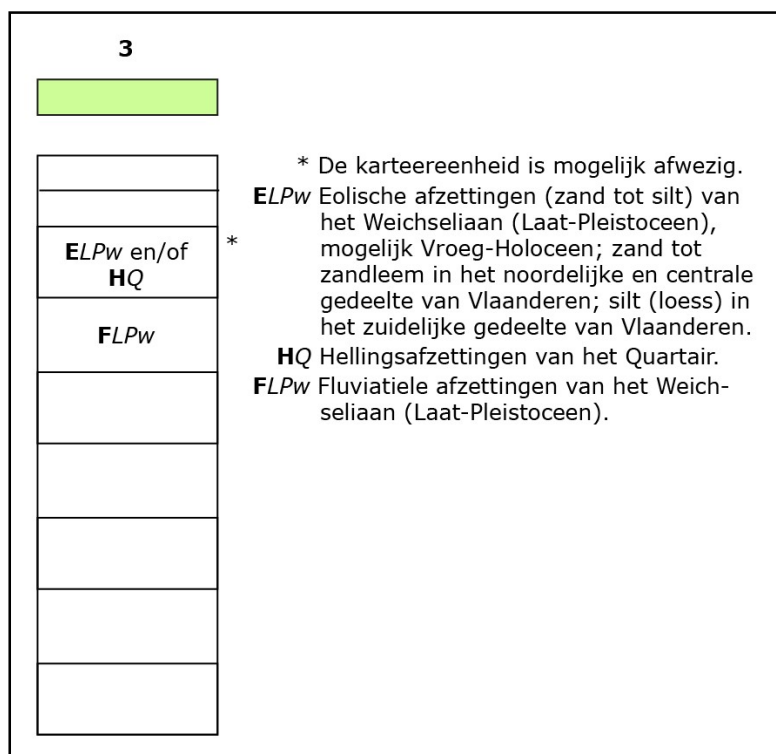 3
ELPw en/of
HQ
*
FLPw
* De karteereenheid is mogelijk afwezig.
ELPw Eolische afzettingen (zand tot silt) van
het Weichseliaan (Laat-Pleistoceen),
mogelijk Vroeg-Holoceen; zand tot
zandleem in het noordelijke en centrale
gedeelte van Vlaanderen; silt (loess) in
het zuidelijke gedeelte van Vlaanderen.
HQ Hellingsafzettingen van het Quartair.
FLPw Fluviatiele afzettingen van het Weich-
seliaan (Laat-Pleistoceen).